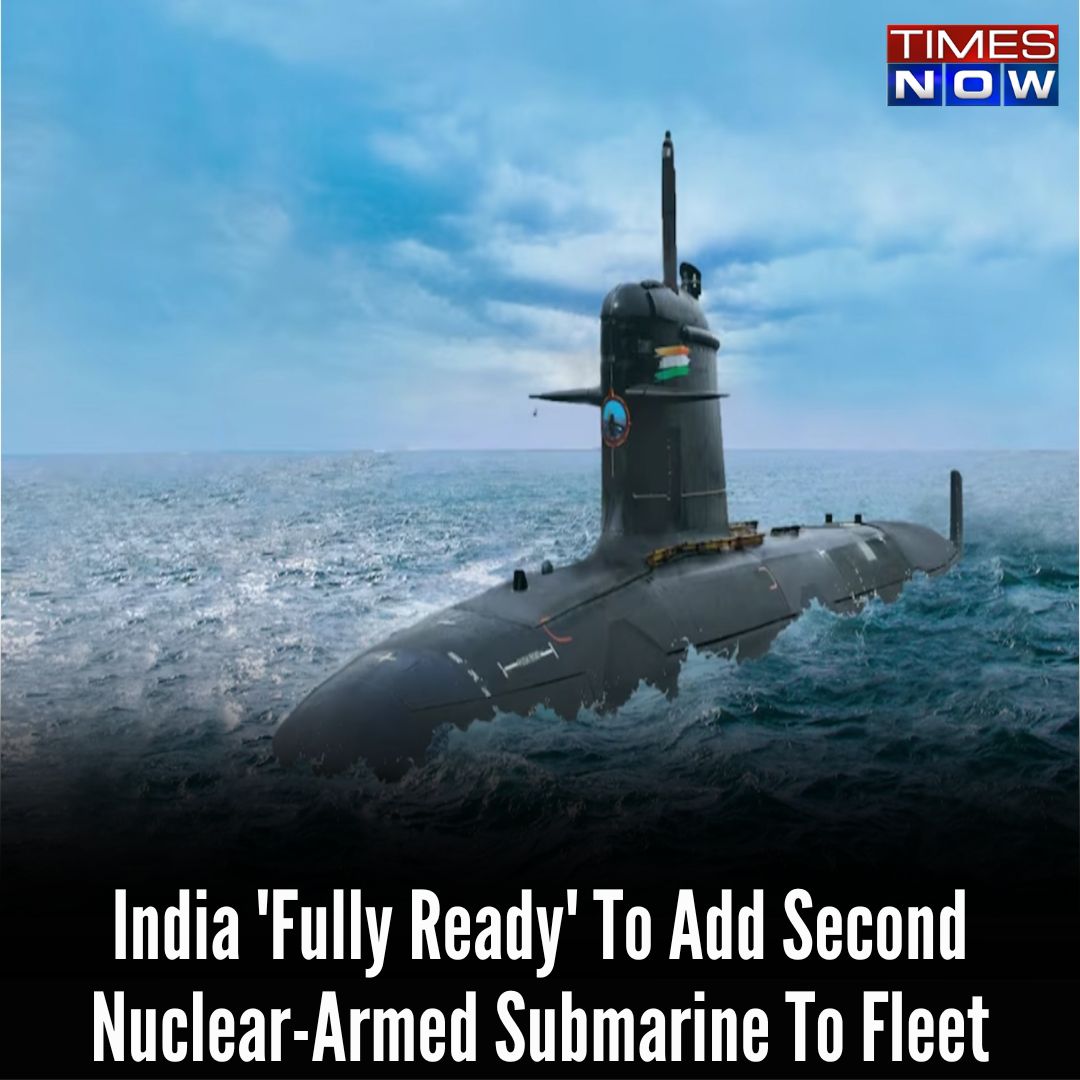 TIMES
NOW
India 'Fully Ready' To Add Second
Nuclear-Armed Submarine To Fleet